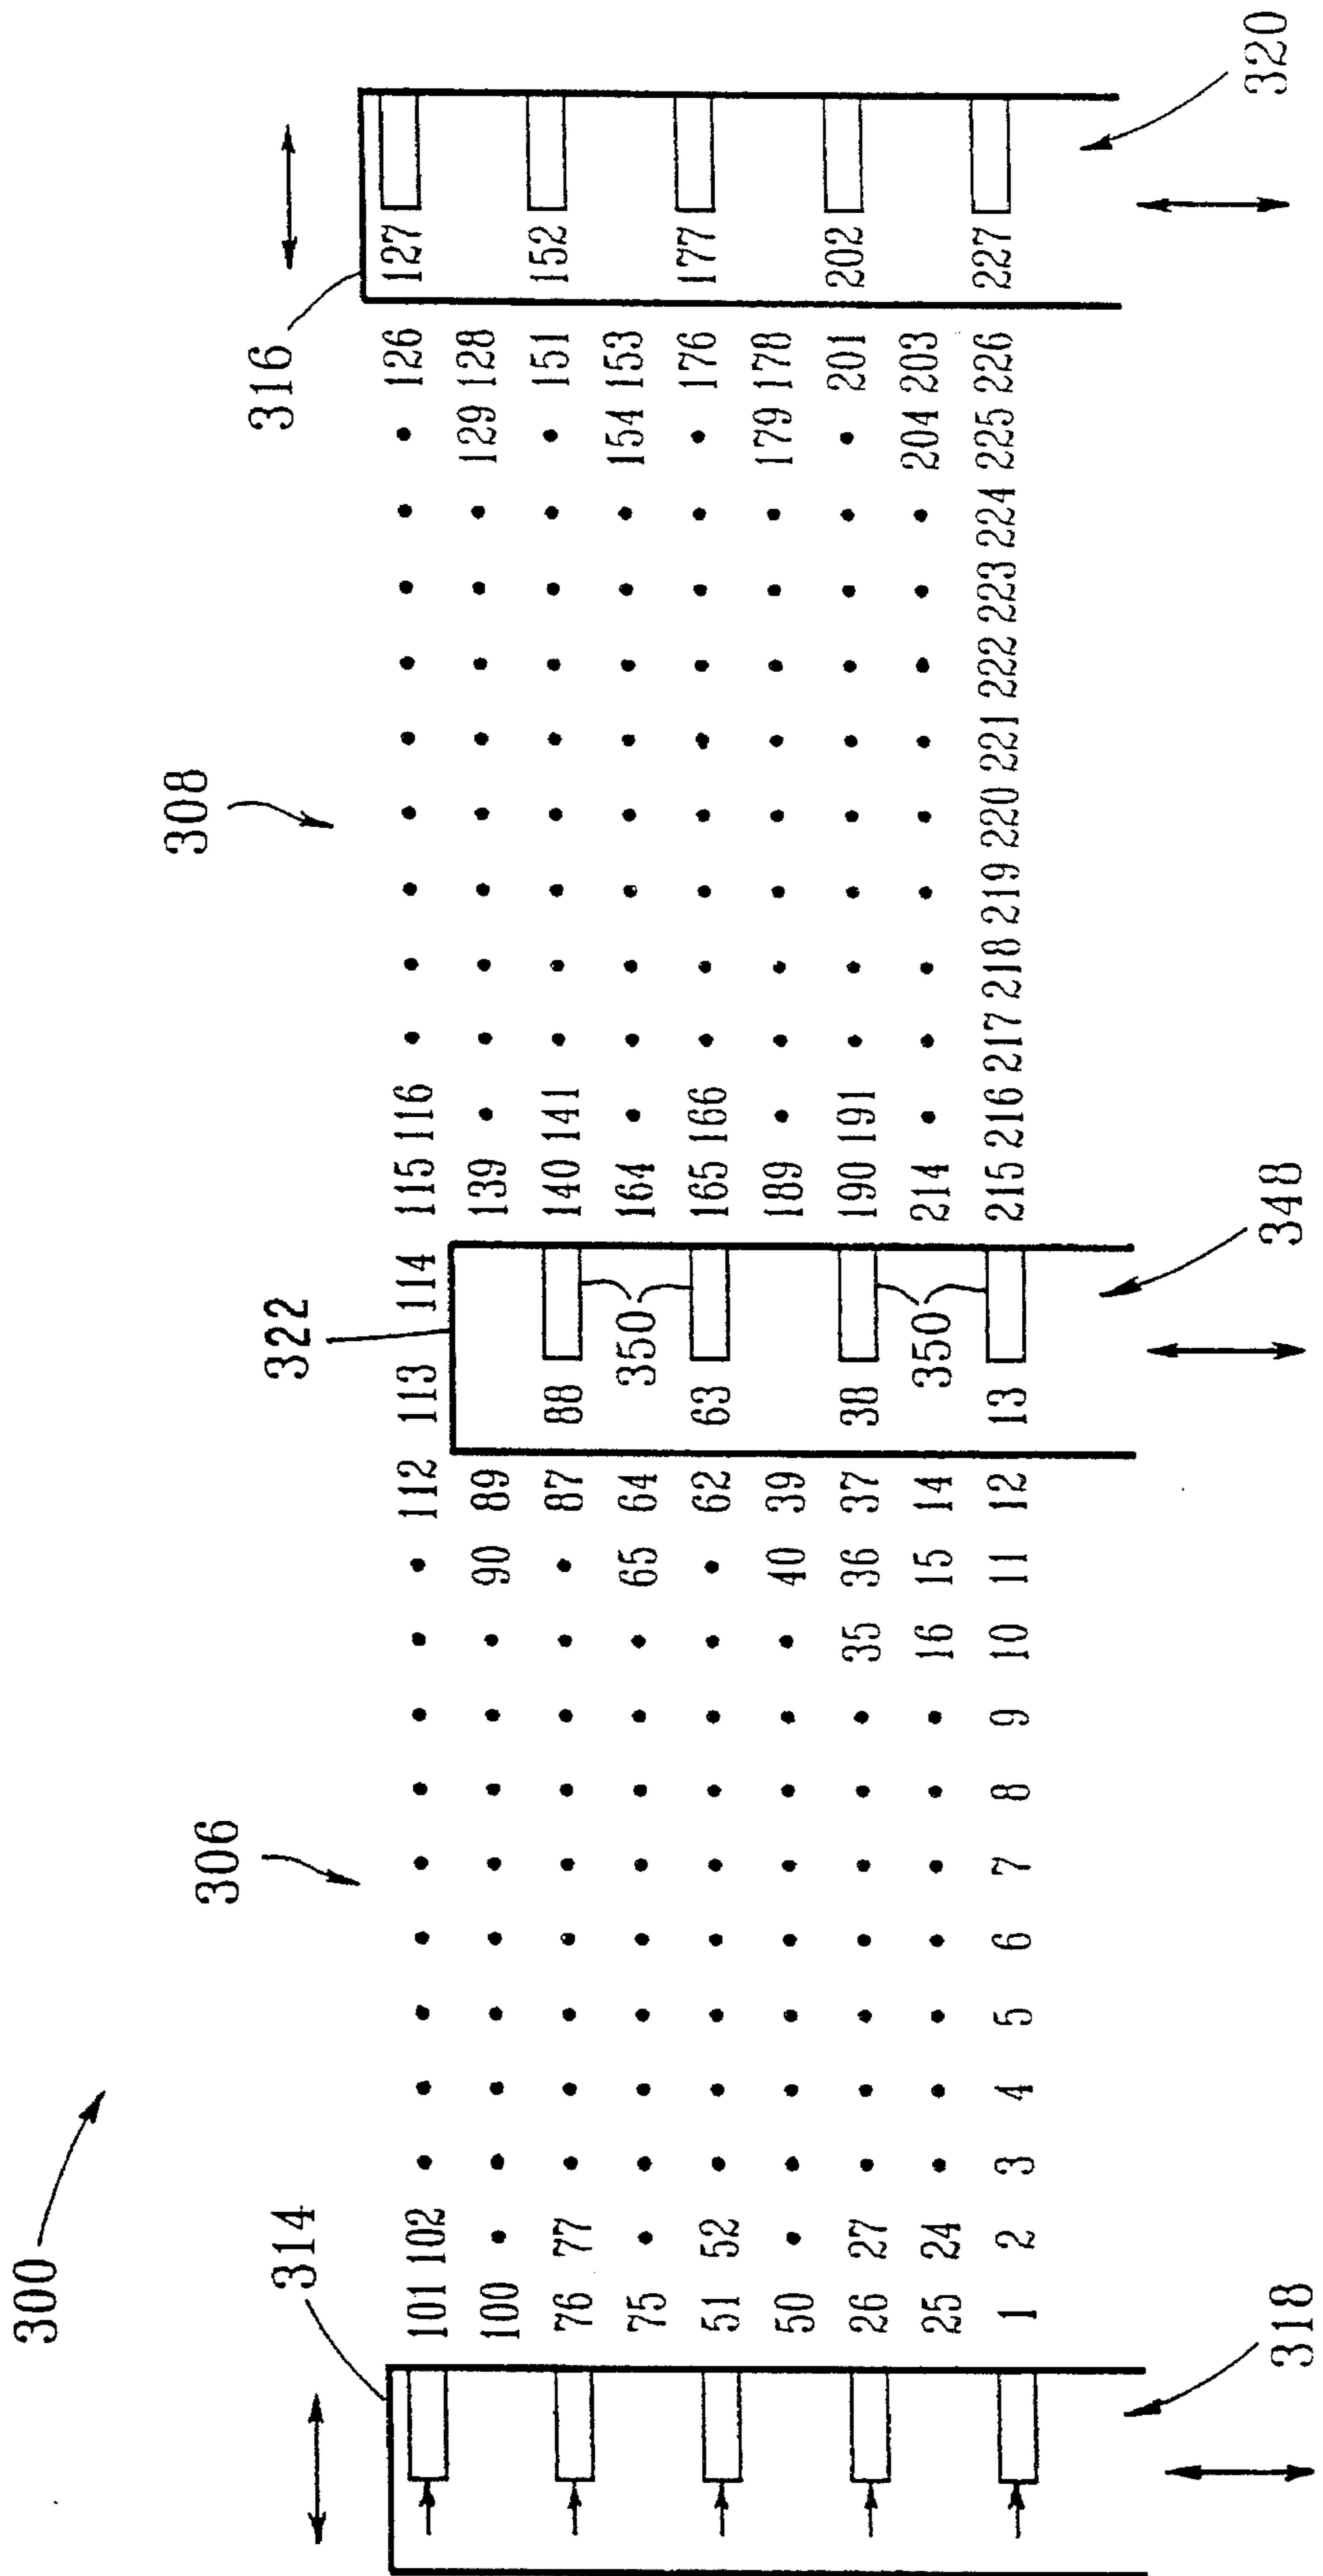 300
308
306
314 322 316
101 102 • • • • • • • • • 112 113 114 115 116 • • • • • • • • • 126 127
100 • • • • • • • • • 90 89 139 • • • • • • • • • 129 128
76 77 • • • • • • • • • 87 88 140 141 • • • • • • • • • 151 152
75 • • • • • • • • • 65 64 350 164 • • • • • • • • • 154 153
51 52 • • • • • • • • • 62 63 165 166 • • • • • • • • • 176 177
50 • • • • • • • • • 40 39 189 • • • • • • • • • 179 178
26 27 • • • • • • • 35 36 37 38 190 191 • • • • • • • • • 201 202
25 24 • • • • • • • 16 15 14 350 214 • • • • • • • • • 204 203
1 2 3 4 5 6 7 8 9 10 11 12 13 215 216 217 218 219 220 221 222 223 224 225 226 227
318 348 320